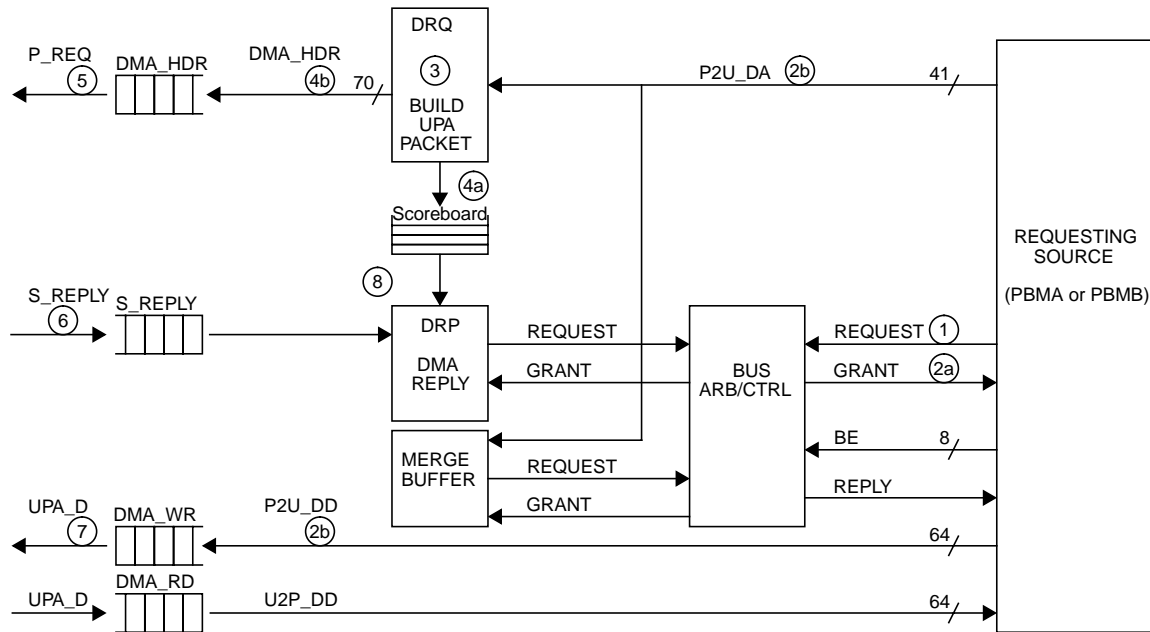 DRQ
P_REQ
5
DMA_HDR
DMA_HDR
4b
70
3
BUILD
UPA
PACKET
P2U_DA
2b
41
4a
Scoreboard
REQUESTING
SOURCE
(PBMA or PBMB)
8
S_REPLY
6
S_REPLY
DRP
DMA
REPLY
REQUEST
GRANT
BUS
ARB/CTRL
REQUEST
1
GRANT
2a
BE
8
REPLY
MERGE
BUFFER
REQUEST
GRANT
UPA_D
7
DMA_WR
P2U_DD
2b
64
UPA_D
DMA_RD
U2P_DD
64